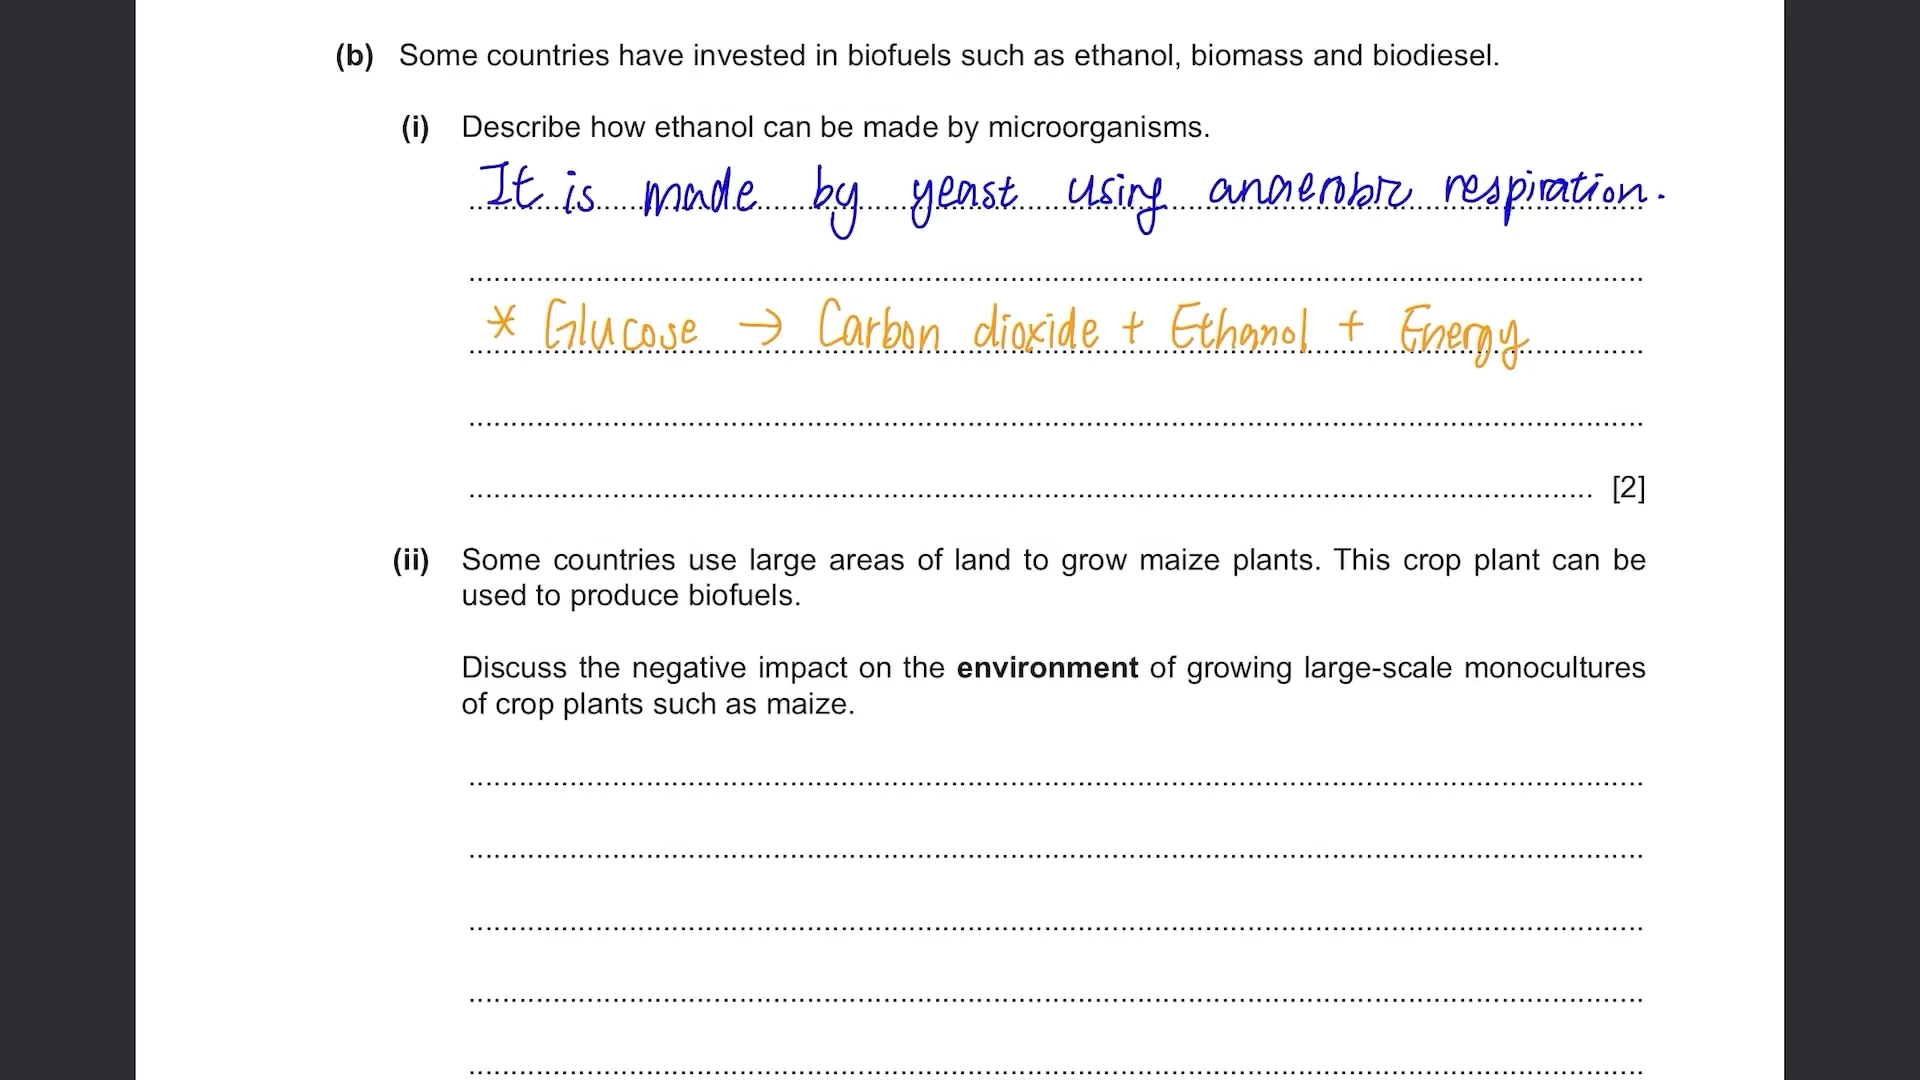 (b) Some countries have invested in biofuels such as ethanol, biomass and biodiesel.
(i) Describe how ethanol can be made by microorganisms.
It is made by yeast using anaerobic respiration.
* Glucose → Carbon dioxide + Ethanol + Energy
[2]
(ii) Some countries use large areas of land to grow maize plants. This crop plant can be
used to produce biofuels.
Discuss the negative impact on the environment of growing large-scale monocultures
of crop plants such as maize.